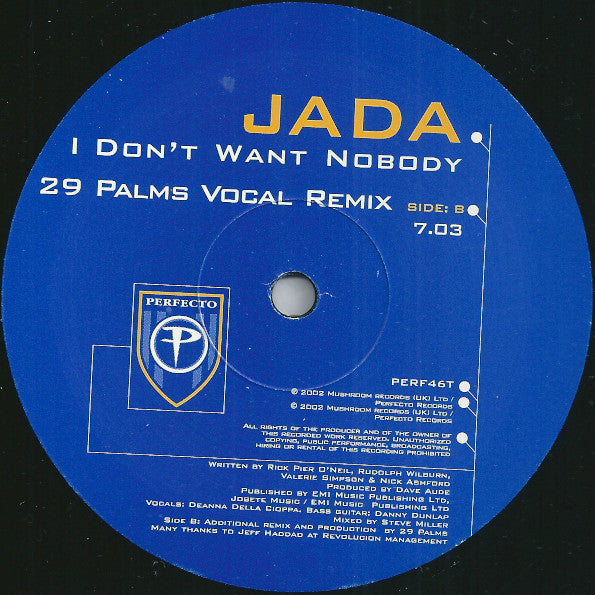 JADA
I DON'T WANT NOBODY
29 PALMS VOCAL REMIX SIDE: B
7.03
PERFECTO
P
PERF46T
℗ 2002 MUSHROOM RECORDS (UK) LTD /
PERFECTO RECORDS
© 2002 MUSHROOM RECORDS (UK) LTD /
PERFECTO RECORDS
ALL RIGHTS OF THE PRODUCER AND OF THE OWNER OF
THIS RECORDED WORK RESERVED. UNAUTHORIZED
COPYING, PUBLIC PERFORMANCE, BROADCASTING,
HIRING OR RENTAL OF THIS RECORDING PROHIBITED
WRITTEN BY RICK PIER O'NEIL, RUDOLPH WILBURN,
VALERIE SIMPSON & NICK ASHFORD
PRODUCED BY DAVE AUDE
PUBLISHED BY EMI MUSIC PUBLISHING LTD,
JOBETE MUSIC / EMI MUSIC PUBLISHING LTD
VOCALS: DEANNA DELLA CIOPPA. BASS GUITAR: DANNY DUNLAP
MIXED BY STEVE MILLER
SIDE B: ADDITIONAL REMIX AND PRODUCTION BY 29 PALMS
MANY THANKS TO JEFF HADDAD AT REVOLUCION MANAGEMENT